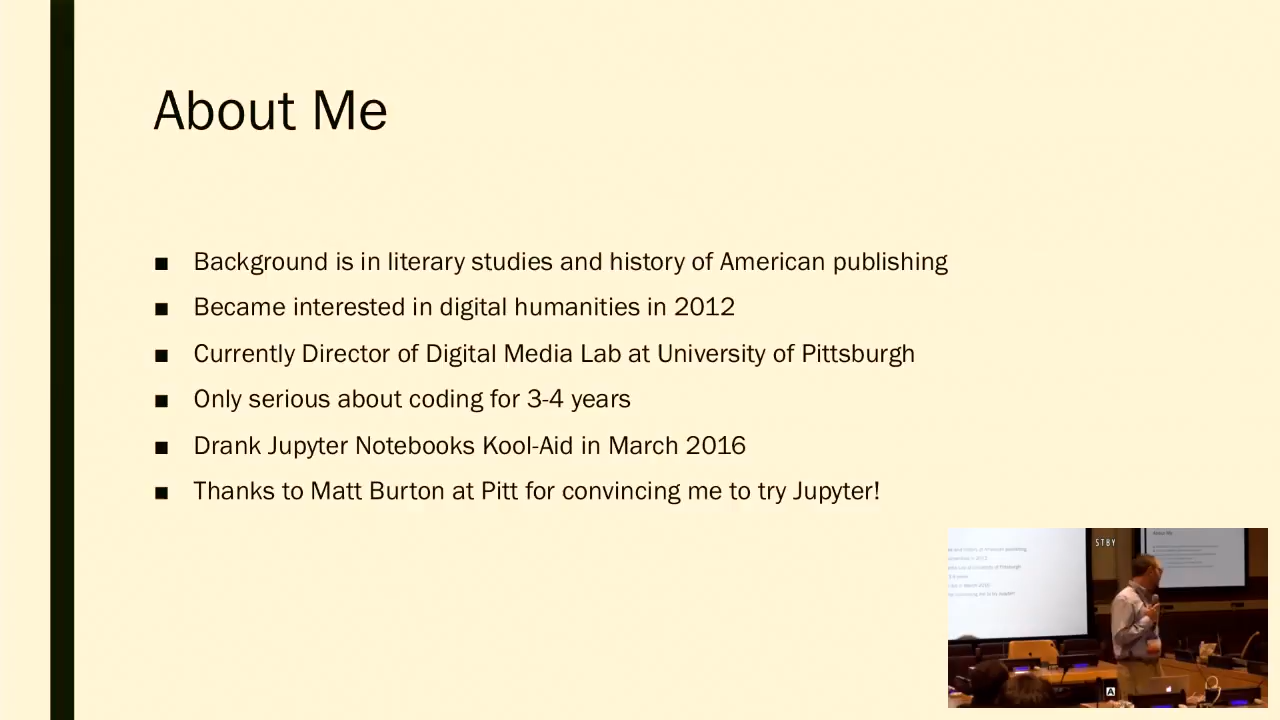 About Me
■ Background is in literary studies and history of American publishing
■ Became interested in digital humanities in 2012
■ Currently Director of Digital Media Lab at University of Pittsburgh
■ Only serious about coding for 3-4 years
■ Drank Jupyter Notebooks Kool-Aid in March 2016
■ Thanks to Matt Burton at Pitt for convincing me to try Jupyter!
STBY
About Me
A